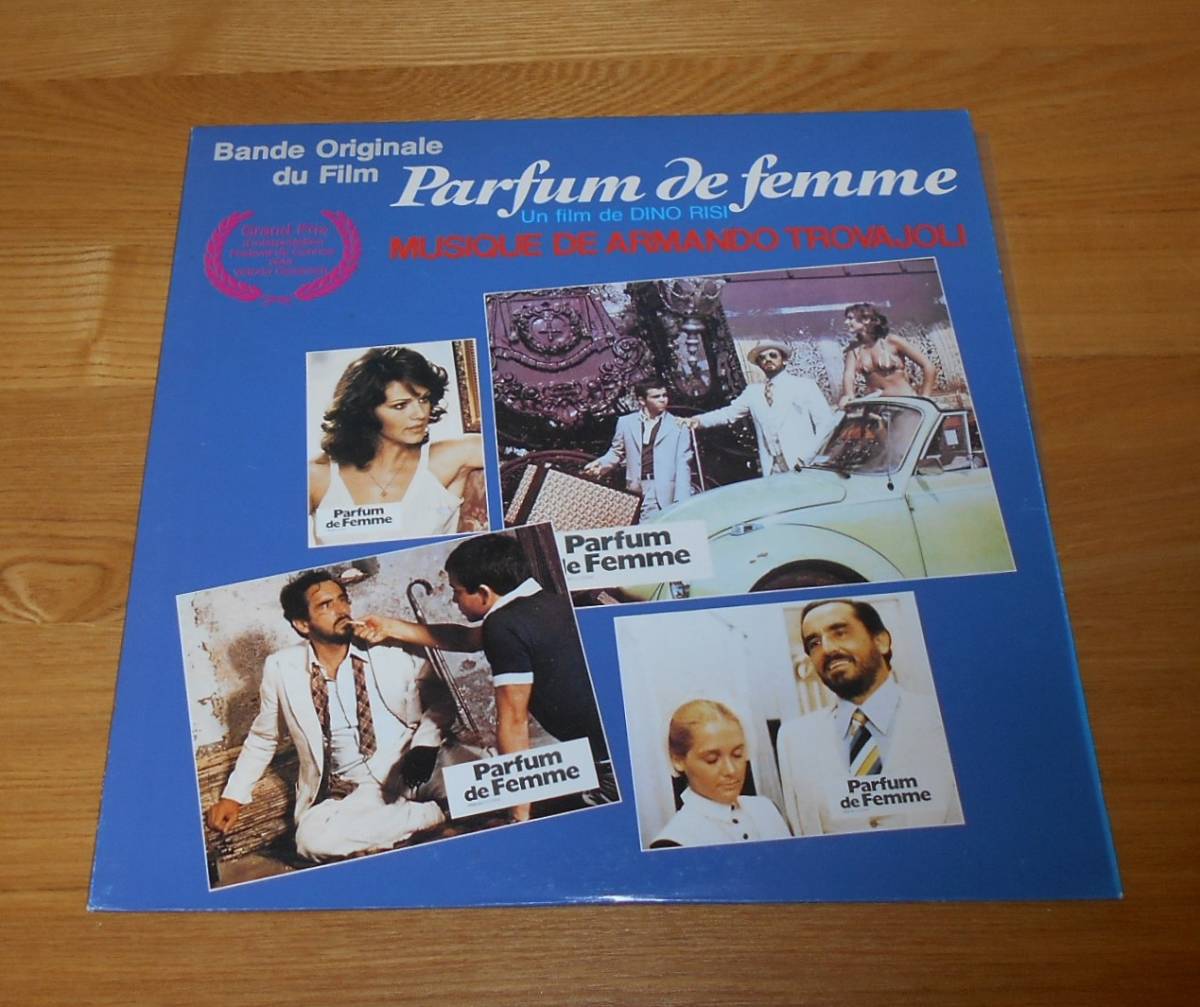 Bande Originale
du Film
Parfum de femme
Un film de DINO RISI
MUSIQUE DE ARMANDO TROVAJOLI
Grand Prix
Parfum
de Femme
Parfum
de Femme
Parfum
de Femme
Parfum
de Femme